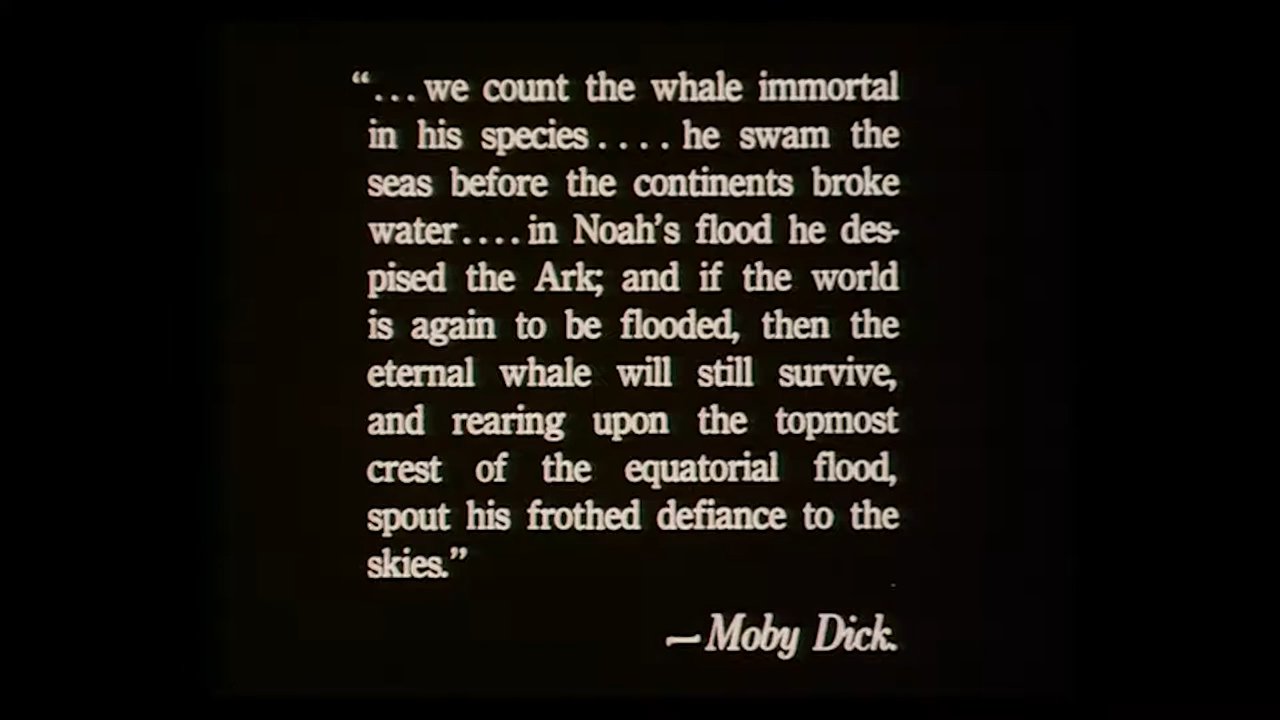 “...we count the whale immortal
in his species.... he swam the
seas before the continents broke
water....in Noah’s flood he des-
pised the Ark; and if the world
is again to be flooded, then the
eternal whale will still survive,
and rearing upon the topmost
crest of the equatorial flood,
spout his frothed defiance to the
skies.”
—Moby Dick.